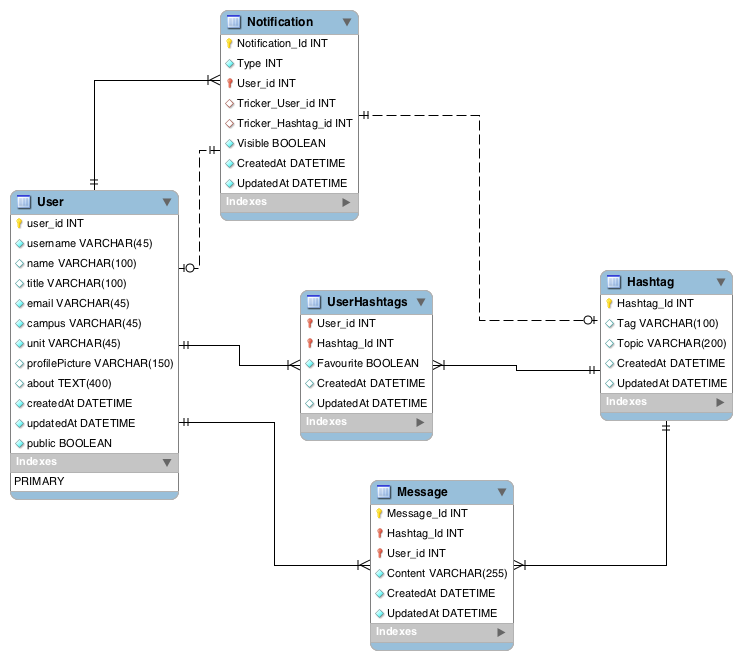 Notification
Notification_Id INT
Type INT
User_id INT
Tricker_User_id INT
Tricker_Hashtag_id INT
Visible BOOLEAN
CreatedAt DATETIME
UpdatedAt DATETIME
Indexes
User
user_id INT
username VARCHAR(45)
name VARCHAR(100)
title VARCHAR(100)
email VARCHAR(45)
campus VARCHAR(45)
unit VARCHAR(45)
profilePicture VARCHAR(150)
about TEXT(400)
createdAt DATETIME
updatedAt DATETIME
public BOOLEAN
Indexes
PRIMARY
UserHashtags
User_id INT
Hashtag_Id INT
Favourite BOOLEAN
CreatedAt DATETIME
UpdatedAt DATETIME
Indexes
Hashtag
Hashtag_Id INT
Tag VARCHAR(100)
Topic VARCHAR(200)
CreatedAt DATETIME
UpdatedAt DATETIME
Indexes
Message
Message_Id INT
Hashtag_Id INT
User_id INT
Content VARCHAR(255)
CreatedAt DATETIME
UpdatedAt DATETIME
Indexes